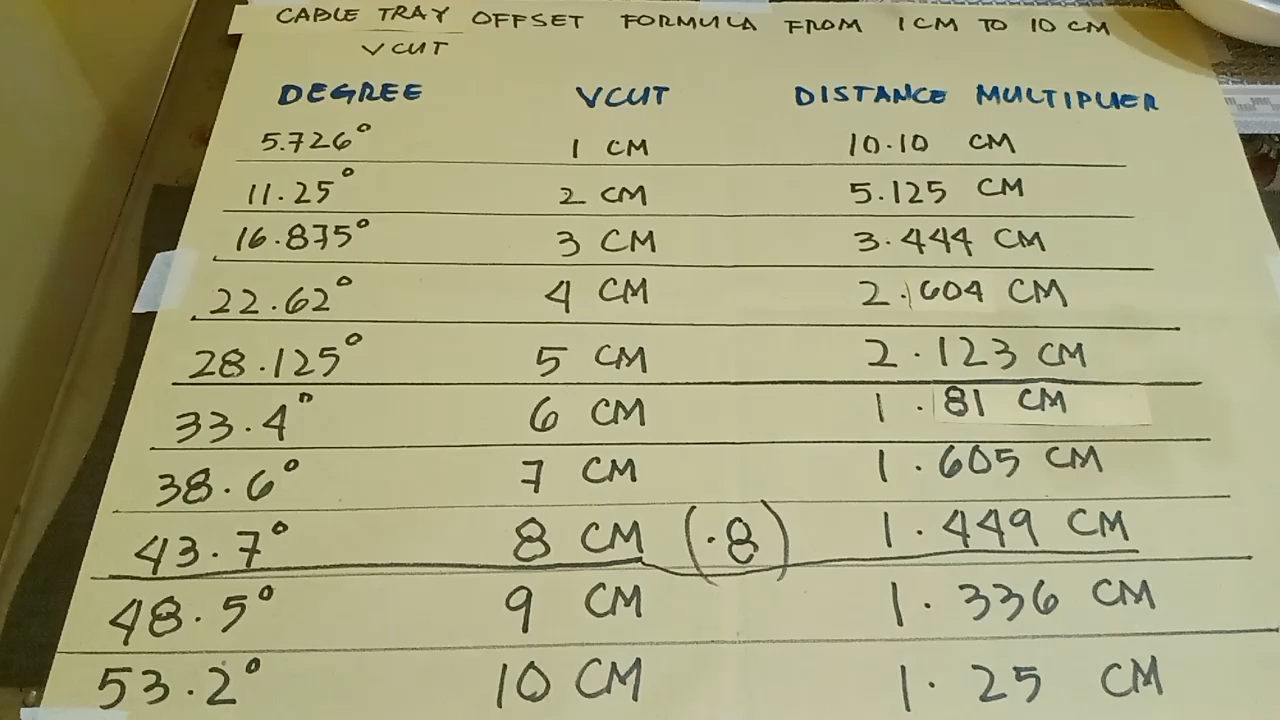 CABLE TRAY OFFSET FORMULA FROM 1CM TO 10 CM
VCUT
DEGREE VCUT DISTANCE MULTIPLIER
5.726° 1 CM 10.10 CM
11.25° 2 CM 5.125 CM
16.875° 3 CM 3.444 CM
22.62° 4 CM 2.604 CM
28.125° 5 CM 2.123 CM
33.4° 6 CM 1.81 CM
38.6° 7 CM 1.605 CM
43.7° 8 CM (.8) 1.449 CM
48.5° 9 CM 1.336 CM
53.2° 10 CM 1.25 CM